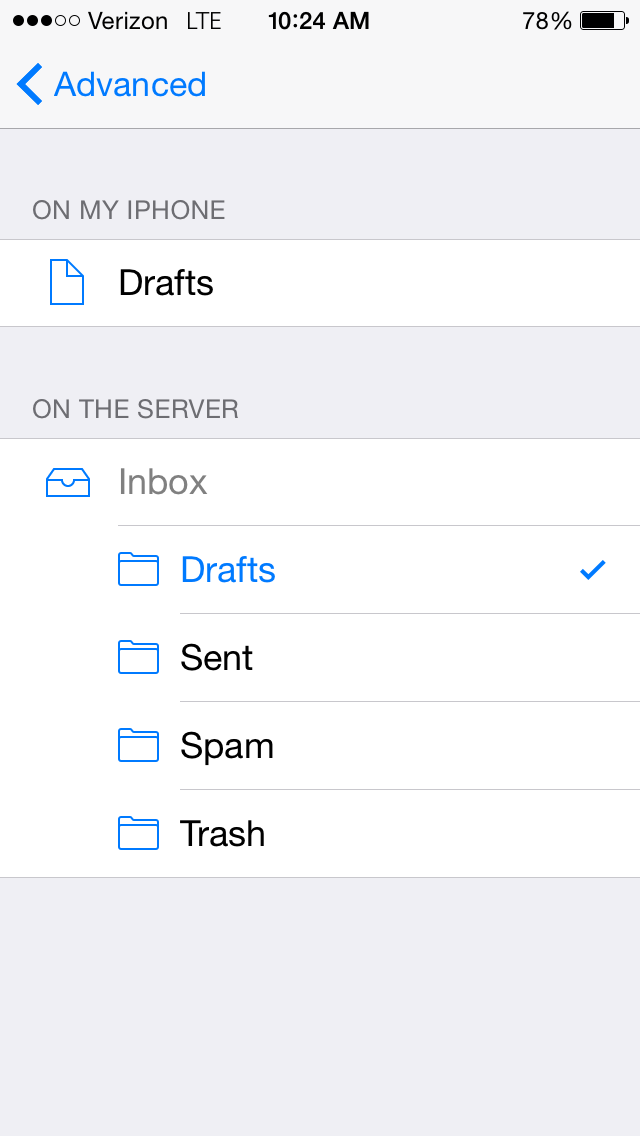 Verizon LTE 10:24 AM 78%
Advanced
ON MY IPHONE
Drafts
ON THE SERVER
Inbox
Drafts
Sent
Spam
Trash